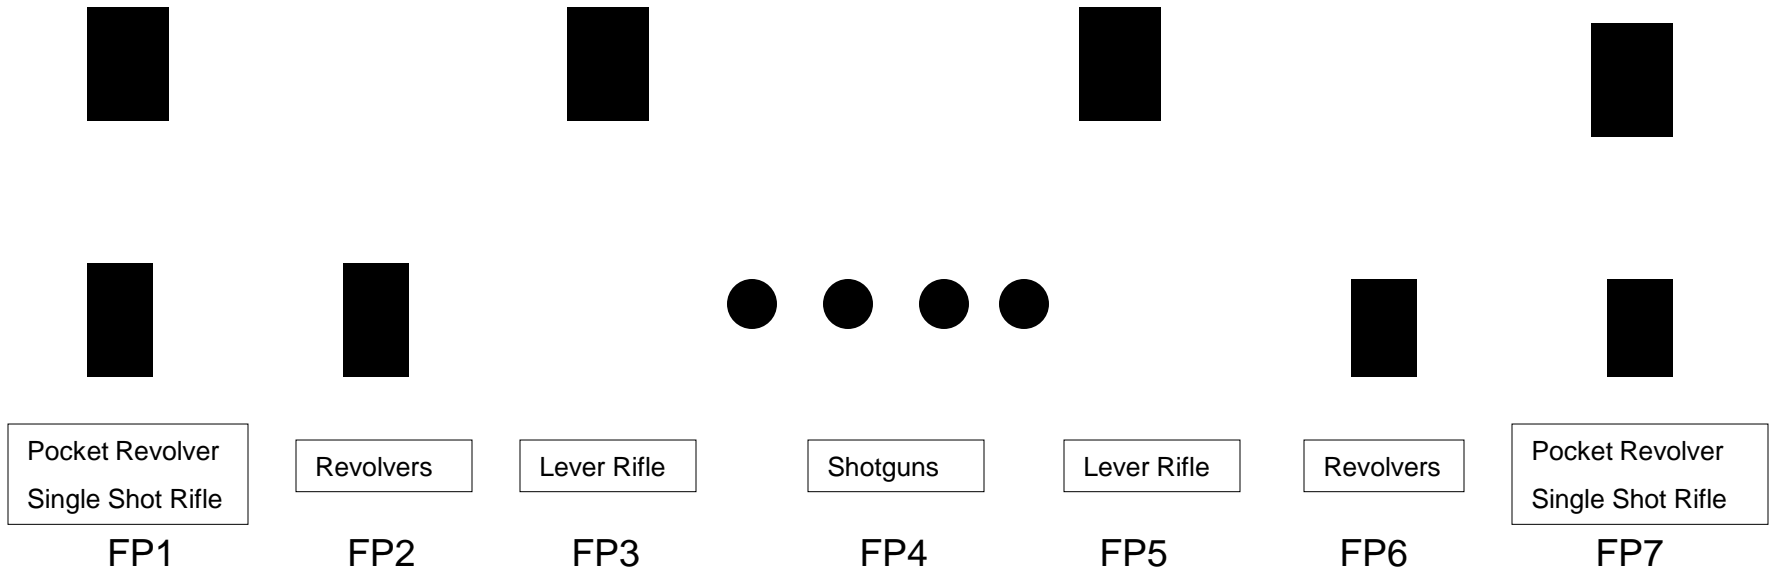 Pocket Revolver
Single Shot Rifle
Revolvers
Lever Rifle
Shotguns
Lever Rifle
Revolvers
Pocket Revolver
Single Shot Rifle
FP1
FP2
FP3
FP4
FP5
FP6
FP7